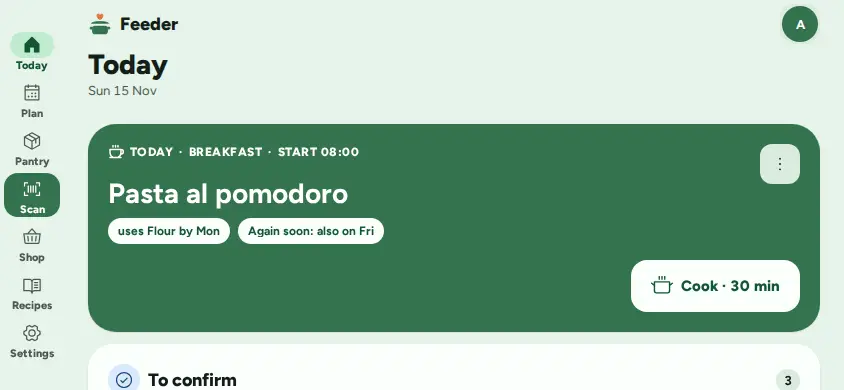 Feeder
A
Today
Sun 15 Nov
Today
Plan
Pantry
Scan
Shop
Recipes
Settings
TODAY · BREAKFAST · START 08:00
Pasta al pomodoro
uses Flour by Mon
Again soon: also on Fri
Cook · 30 min
To confirm
3